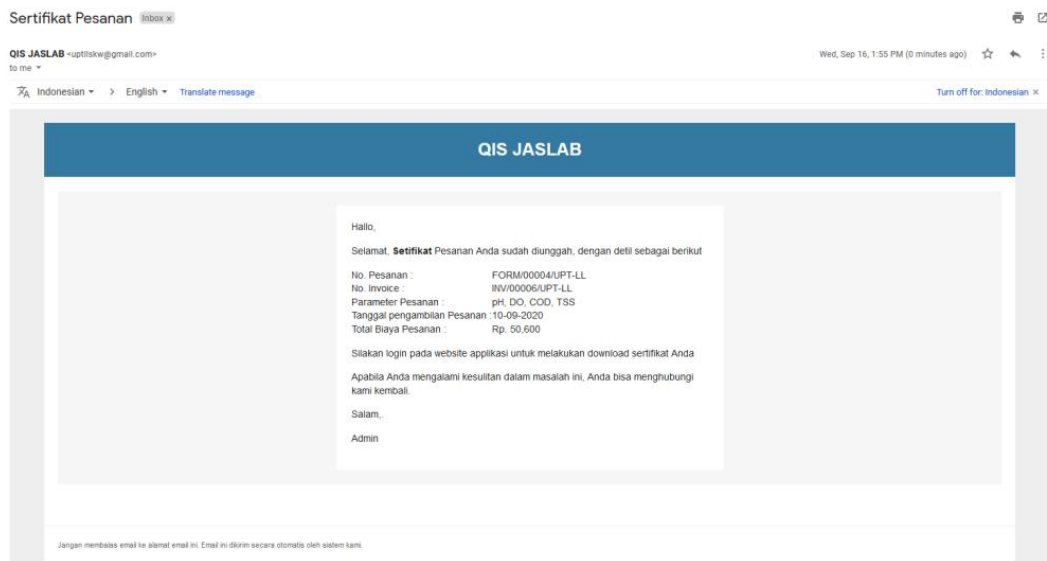 Sertifikat Pesanan Inbox x
QIS JASLAB <uptllskw@gmail.com>
Wed, Sep 16, 1:55 PM (0 minutes ago)
to me
Indonesian > English Translate message
Turn off for: Indonesian x
QIS JASLAB
Hallo,
Selamat, Setifikat Pesanan Anda sudah diunggah, dengan detil sebagai berikut
No. Pesanan : FORM/00004/UPT-LL
No. Invoice : INV/00006/UPT-LL
Parameter Pesanan : pH, DO, COD, TSS
Tanggal pengambilan Pesanan :10-09-2020
Total Biaya Pesanan : Rp. 50,600
Silakan login pada website applikasi untuk melakukan download sertifikat Anda
Apabila Anda mengalami kesulitan dalam masalah ini, Anda bisa menghubungi
kami kembali.
Salam,.
Admin
Jangan membalas email ke alamat email ini. Email ini dikirim secara otomatis oleh sistem kami.